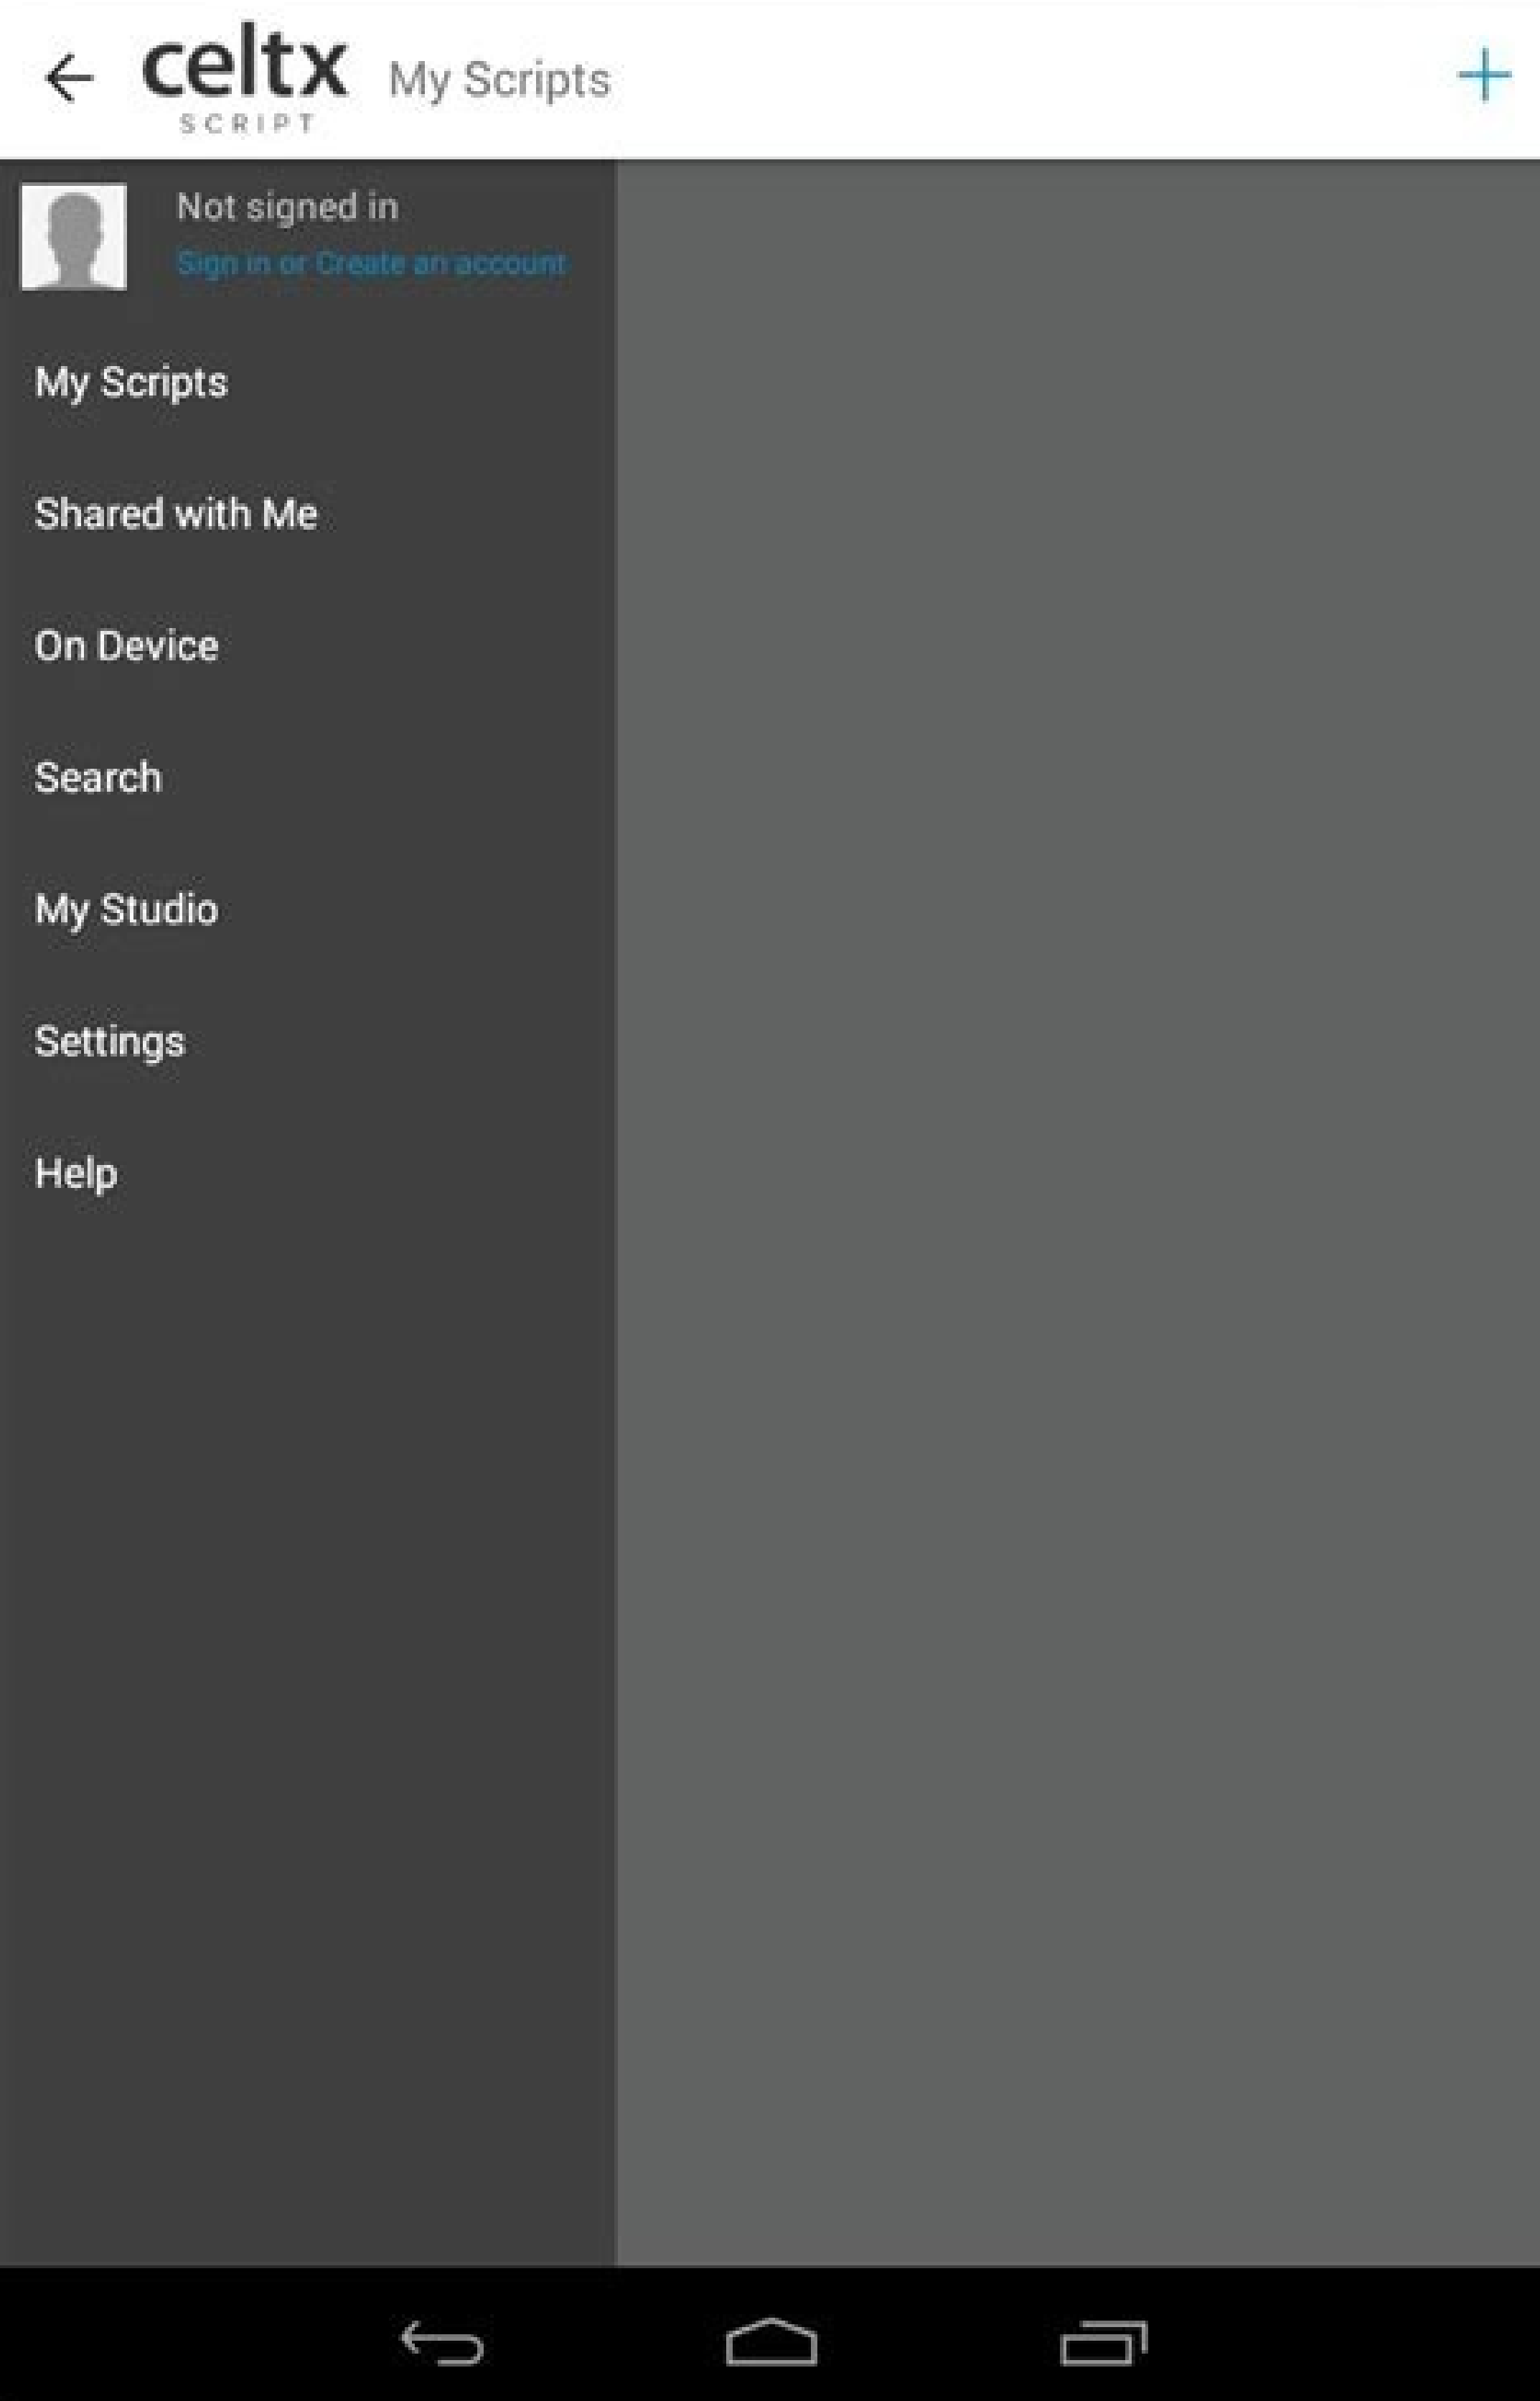 celtx
SCRIPT
My Scripts
Not signed in
Sign in or Create an account
My Scripts
Shared with Me
On Device
Search
My Studio
Settings
Help